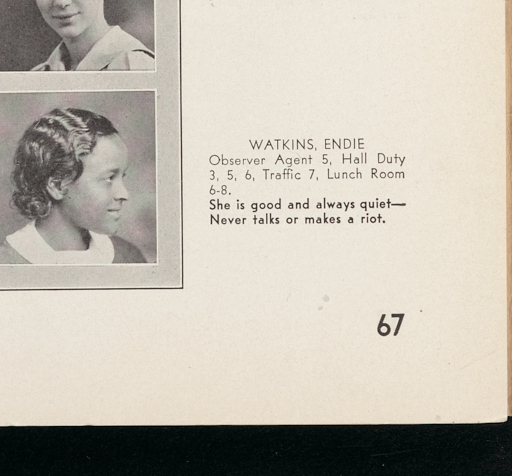 WATKINS, ENDIE
Observer Agent 5, Hall Duty
3, 5, 6, Traffic 7, Lunch Room
6-8.
She is good and always quiet—
Never talks or makes a riot.
67